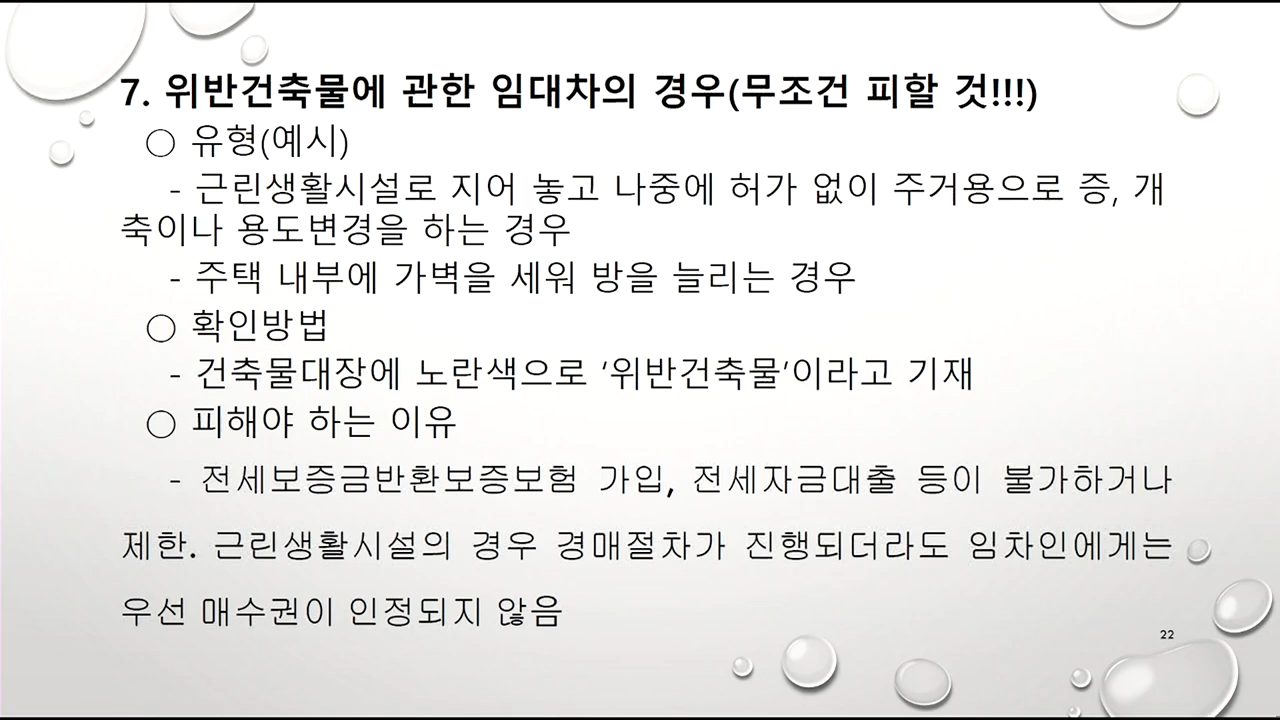 7. 위반건축물에 관한 임대차의 경우(무조건 피할 것!!!)
○ 유형(예시)
- 근린생활시설로 지어 놓고 나중에 허가 없이 주거용으로 증, 개
축이나 용도변경을 하는 경우
- 주택 내부에 가벽을 세워 방을 늘리는 경우
○ 확인방법
- 건축물대장에 노란색으로 '위반건축물'이라고 기재
○ 피해야 하는 이유
- 전세보증금반환보증보험 가입, 전세자금대출 등이 불가하거나
제한. 근린생활시설의 경우 경매절차가 진행되더라도 임차인에게는
우선 매수권이 인정되지 않음
22